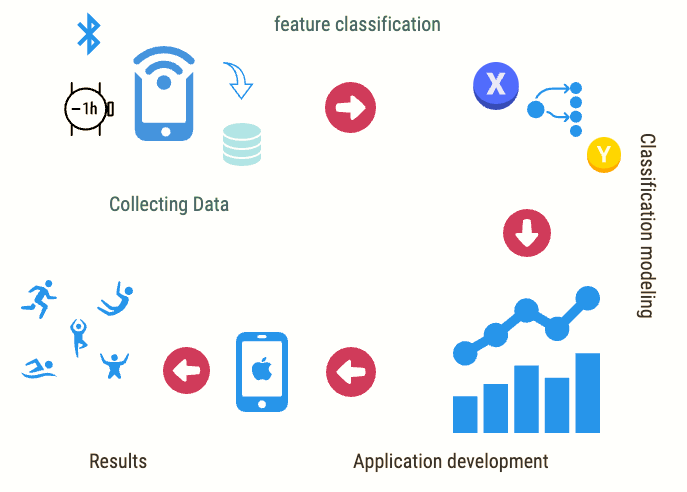 feature classification
X
–1h
Y
Collecting Data
Classification modeling
Results
Application development